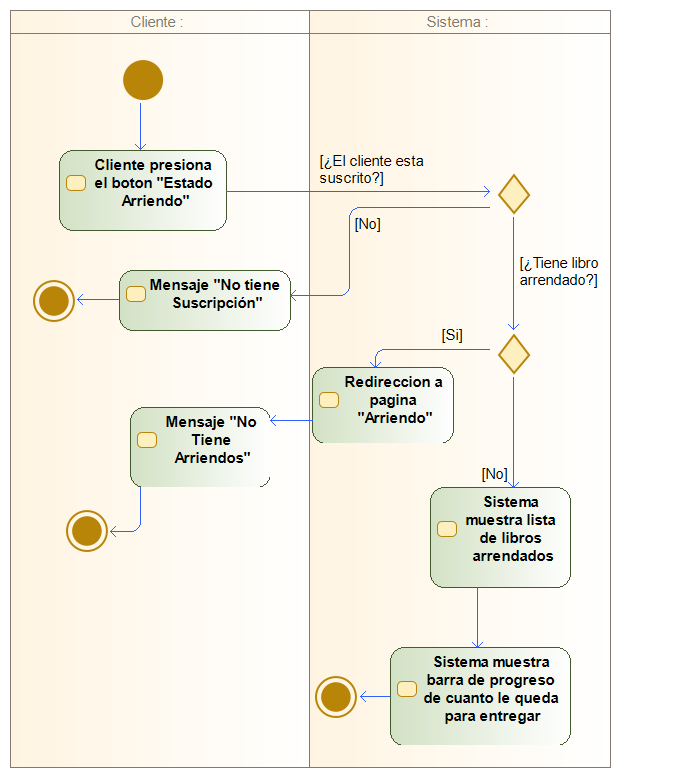 Cliente :
Sistema :
Cliente presiona
el boton "Estado
Arriendo"
[¿El cliente esta
suscrito?]
[No]
[¿Tiene libro
arrendado?]
Mensaje "No tiene
Suscripción"
[Si]
Redireccion a
pagina
"Arriendo"
Mensaje "No
Tiene
Arriendos"
[No]
Sistema
muestra lista
de libros
arrendados
Sistema muestra
barra de progreso
de cuanto le queda
para entregar